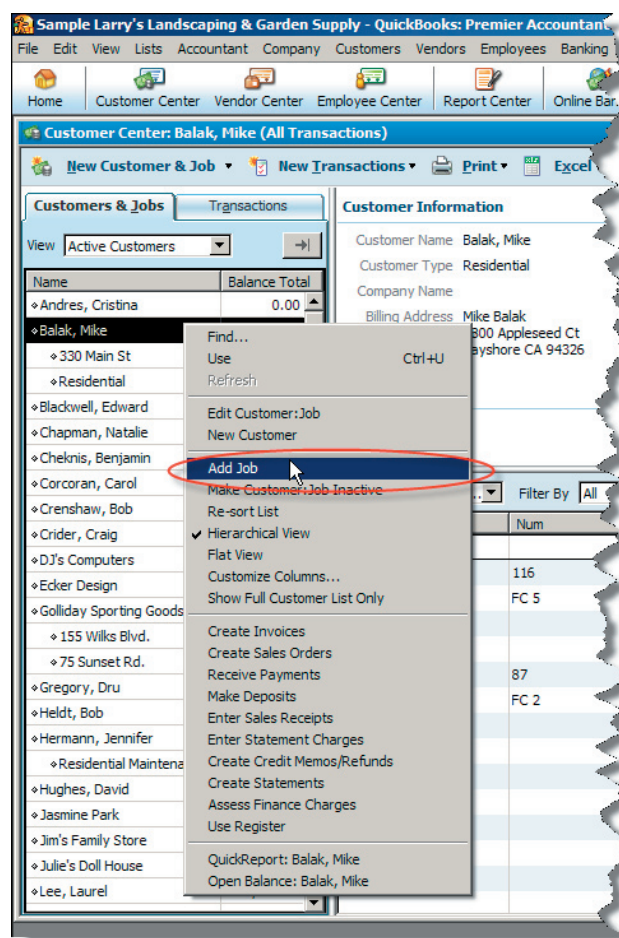 Sample Larry's Landscaping & Garden Supply - QuickBooks: Premier Accountant
File Edit View Lists Accountant Company Customers Vendors Employees Banking
Home Customer Center Vendor Center Employee Center Report Center Online Bar.
Customer Center: Balak, Mike (All Transactions)
New Customer & Job New Transactions Print Excel
Customers & Jobs Transactions
View Active Customers
Name Balance Total
Andres, Cristina 0.00
Balak, Mike
330 Main St
Residential
Blackwell, Edward
Chapman, Natalie
Cheknis, Benjamin
Corcoran, Carol
Crenshaw, Bob
Crider, Craig
DJ's Computers
Ecker Design
Golliday Sporting Goods
155 Wilks Blvd.
75 Sunset Rd.
Gregory, Dru
Heldt, Bob
Hermann, Jennifer
Residential Maintena
Hughes, David
Jasmine Park
Jim's Family Store
Julie's Doll House
Lee, Laurel
Find...
Use Ctrl+U
Refresh
Edit Customer:Job
New Customer
Add Job
Make Customer:Job Inactive
Re-sort List
Hierarchical View
Flat View
Customize Columns...
Show Full Customer List Only
Create Invoices
Create Sales Orders
Receive Payments
Make Deposits
Enter Sales Receipts
Enter Statement Charges
Create Credit Memos/Refunds
Create Statements
Assess Finance Charges
Use Register
QuickReport: Balak, Mike
Open Balance: Balak, Mike
Customer Information
Customer Name Balak, Mike
Customer Type Residential
Company Name
Billing Address Mike Balak
800 Appleseed Ct
ayshore CA 94326
Filter By All
Num
116
FC 5
87
FC 2